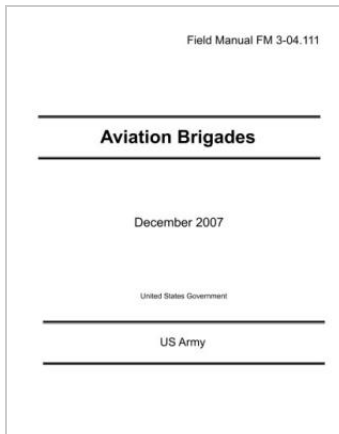 Field Manual FM 3-04.111
Aviation Brigades
December 2007
United States Government
US Army